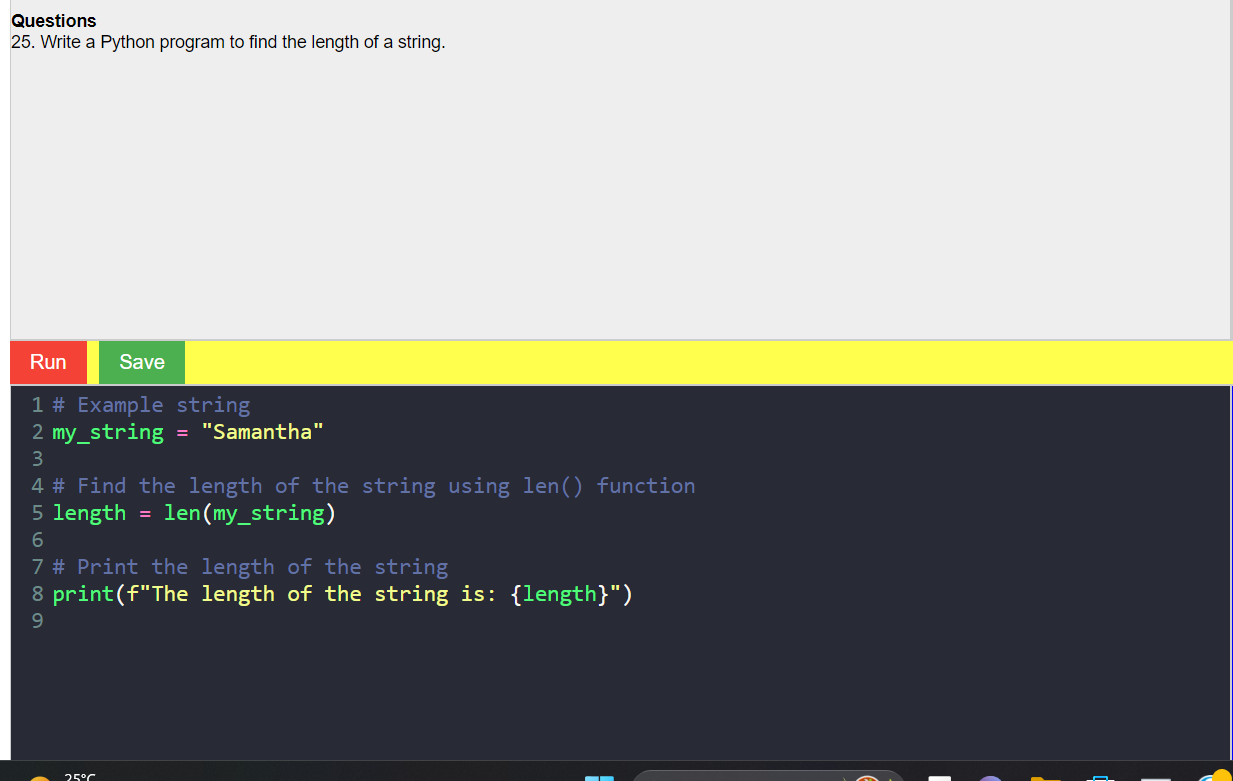 Questions
25. Write a Python program to find the length of a string.
Run Save
1 # Example string
2 my_string = "Samantha"
3
4 # Find the length of the string using len() function
5 length = len(my_string)
6
7 # Print the length of the string
8 print(f"The length of the string is: {length}")
9
25°C